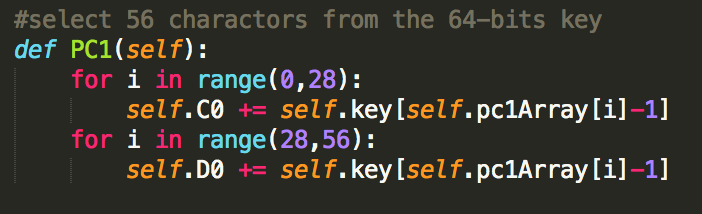 #select 56 charactors from the 64-bits key
def PC1(self):
    for i in range(0,28):
        self.C0 += self.key[self.pc1Array[i]-1]
    for i in range(28,56):
        self.D0 += self.key[self.pc1Array[i]-1]